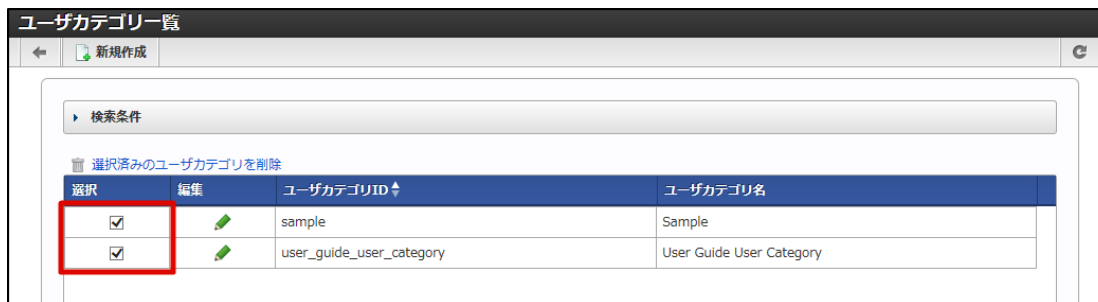 ユーザカテゴリ一覧
新規作成
検索条件
選択済みのユーザカテゴリを削除
選択 編集 ユーザカテゴリID ユーザカテゴリ名
sample Sample
user_guide_user_category User Guide User Category